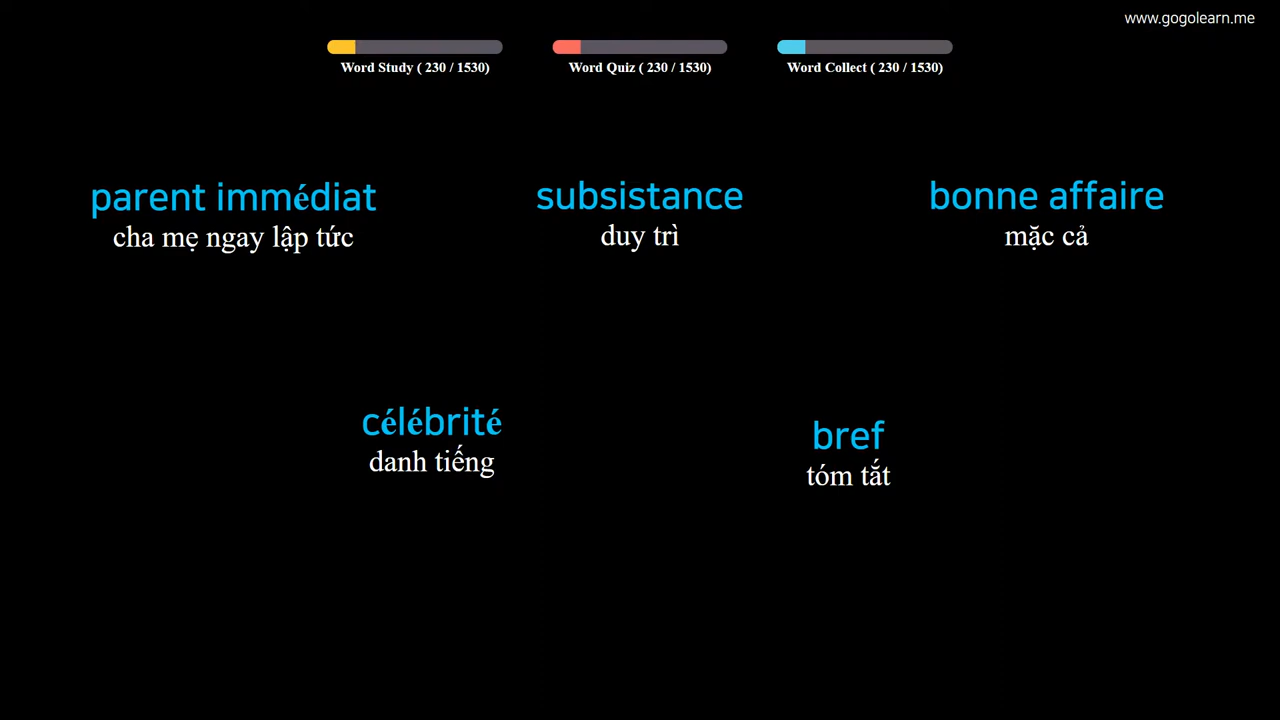 www.gogolearn.me
Word Study ( 230 / 1530)
Word Quiz ( 230 / 1530)
Word Collect ( 230 / 1530)
parent immédiat
cha mẹ ngay lập tức
subsistance
duy trì
bonne affaire
mặc cả
célébrité
danh tiếng
bref
tóm tắt